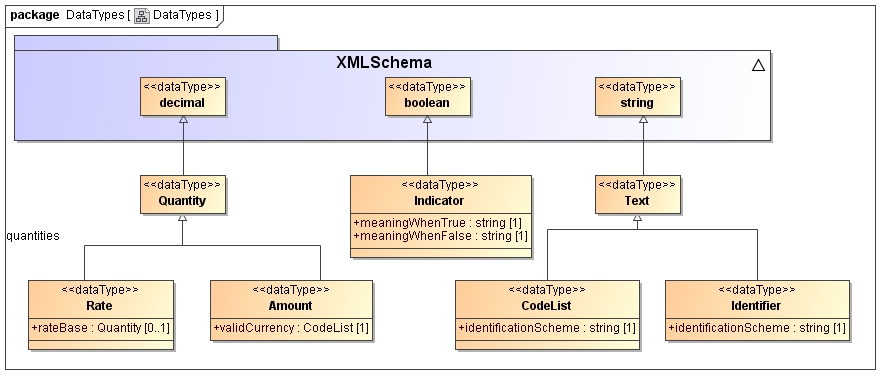 package DataTypes [ DataTypes ]
XMLSchema
<<dataType>>
decimal
<<dataType>>
boolean
<<dataType>>
string
<<dataType>>
Quantity
<<dataType>>
Indicator
+meaningWhenTrue : string [1]
+meaningWhenFalse : string [1]
<<dataType>>
Text
quantities
<<dataType>>
Rate
+rateBase : Quantity [0..1]
<<dataType>>
Amount
+validCurrency : CodeList [1]
<<dataType>>
CodeList
+identificationScheme : string [1]
<<dataType>>
Identifier
+identificationScheme : string [1]